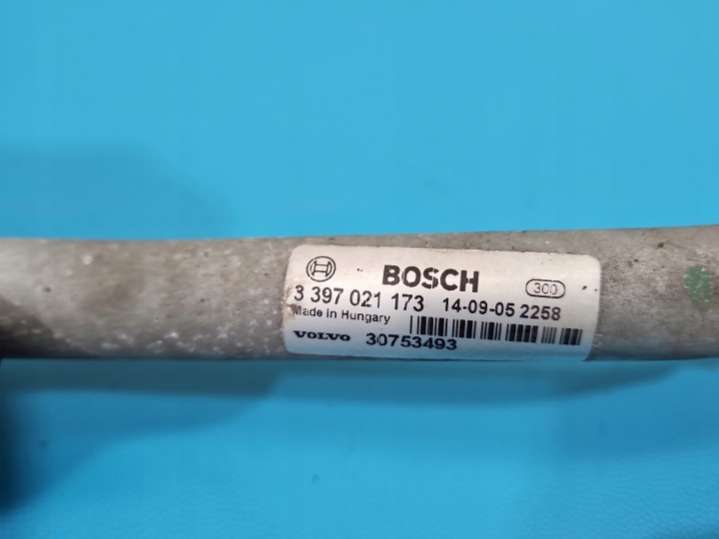 BOSCH 300
3 397 021 173 14-09-05 2258
Made in Hungary
VOLVO 30753493